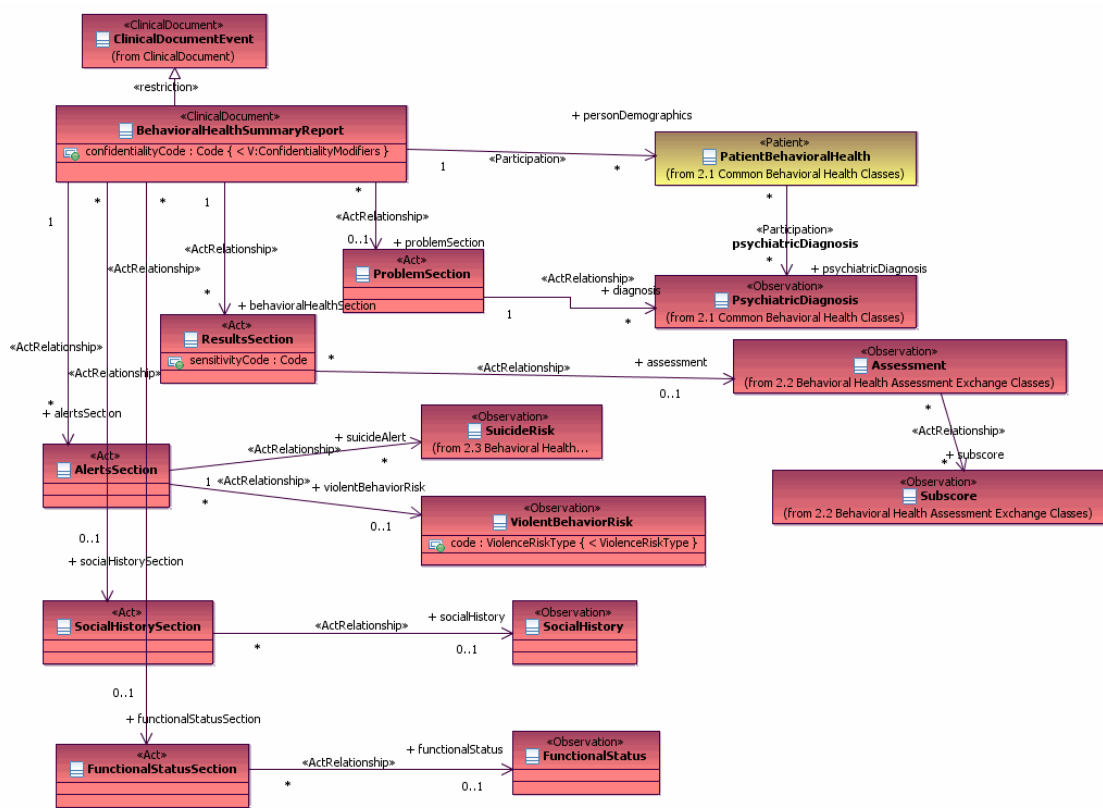 «ClinicalDocument»
ClinicalDocumentEvent
(from ClinicalDocument)
«restriction»
«ClinicalDocument»
BehavioralHealthSummaryReport
confidentialityCode : Code { < V:ConfidentialityModifiers }
+ personDemographics
1
«Participation»
*
«Patient»
PatientBehavioralHealth
(from 2.1 Common Behavioral Health Classes)
1
*
*
1
*
*
«ActRelationship»
0..1
+ problemSection
«Participation»
psychiatricDiagnosis
*
+ psychiatricDiagnosis
«ActRelationship»
«ActRelationship»
*
+ behavioralHealthSection
«Act»
ProblemSection
«ActRelationship»
+ diagnosis
1
*
«Observation»
PsychiatricDiagnosis
(from 2.1 Common Behavioral Health Classes)
«Act»
ResultsSection
sensitivityCode : Code
*
«ActRelationship»
+ assessment
0..1
«Observation»
Assessment
(from 2.2 Behavioral Health Assessment Exchange Classes)
«ActRelationship»
«ActRelationship»
*
+ alertsSection
*
«ActRelationship»
+ subscore
*
«Act»
AlertsSection
«ActRelationship»
+ suicideAlert
1
*
«Observation»
SuicideRisk
(from 2.3 Behavioral Health...
«ActRelationship»
+ violentBehaviorRisk
*
0..1
«Observation»
Subscore
(from 2.2 Behavioral Health Assessment Exchange Classes)
«Observation»
ViolentBehaviorRisk
code : ViolenceRiskType { < ViolenceRiskType }
0..1
+ socialHistorySection
«Act»
SocialHistorySection
«ActRelationship»
+ socialHistory
*
0..1
«Observation»
SocialHistory
0..1
+ functionalStatusSection
«Act»
FunctionalStatusSection
«ActRelationship»
+ functionalStatus
*
0..1
«Observation»
FunctionalStatus